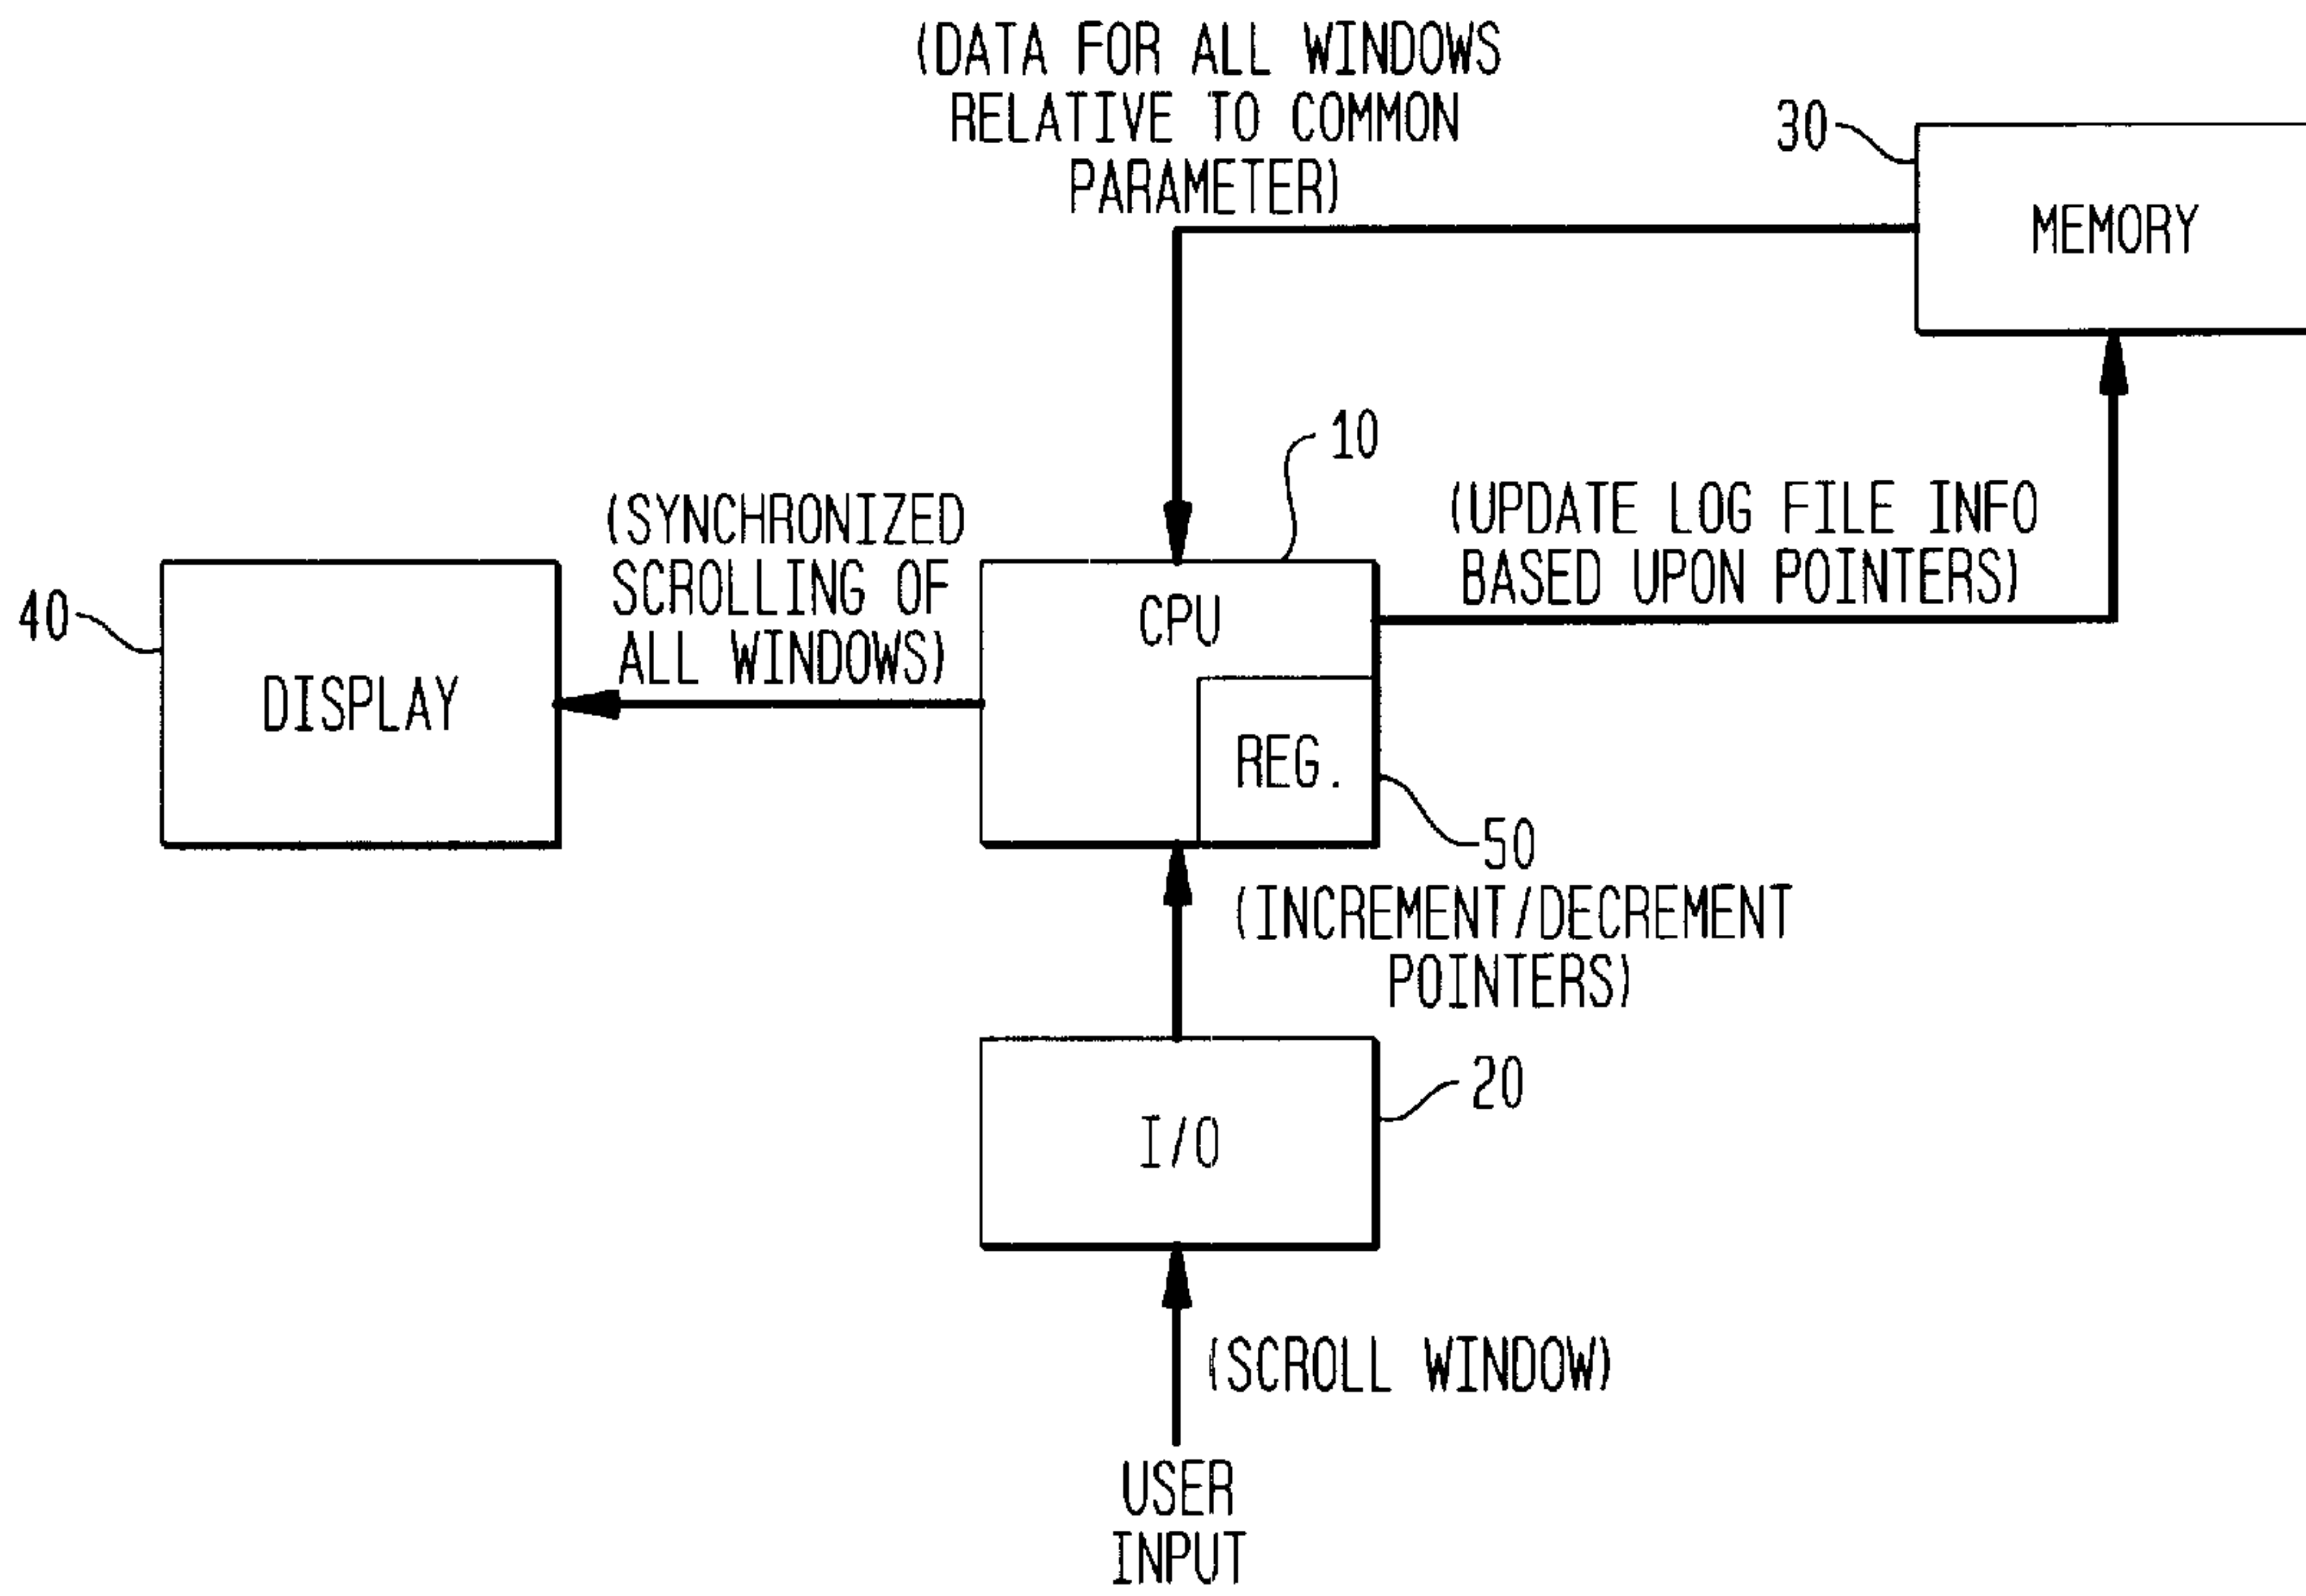 (DATA FOR ALL WINDOWS
RELATIVE TO COMMON
PARAMETER)
30
MEMORY
10
(UPDATE LOG FILE INFO
BASED UPON POINTERS)
(SYNCHRONIZED
SCROLLING OF
ALL WINDOWS)
40
DISPLAY
CPU
REG.
50
(INCREMENT/DECREMENT
POINTERS)
I/O
20
(SCROLL WINDOW)
USER
INPUT